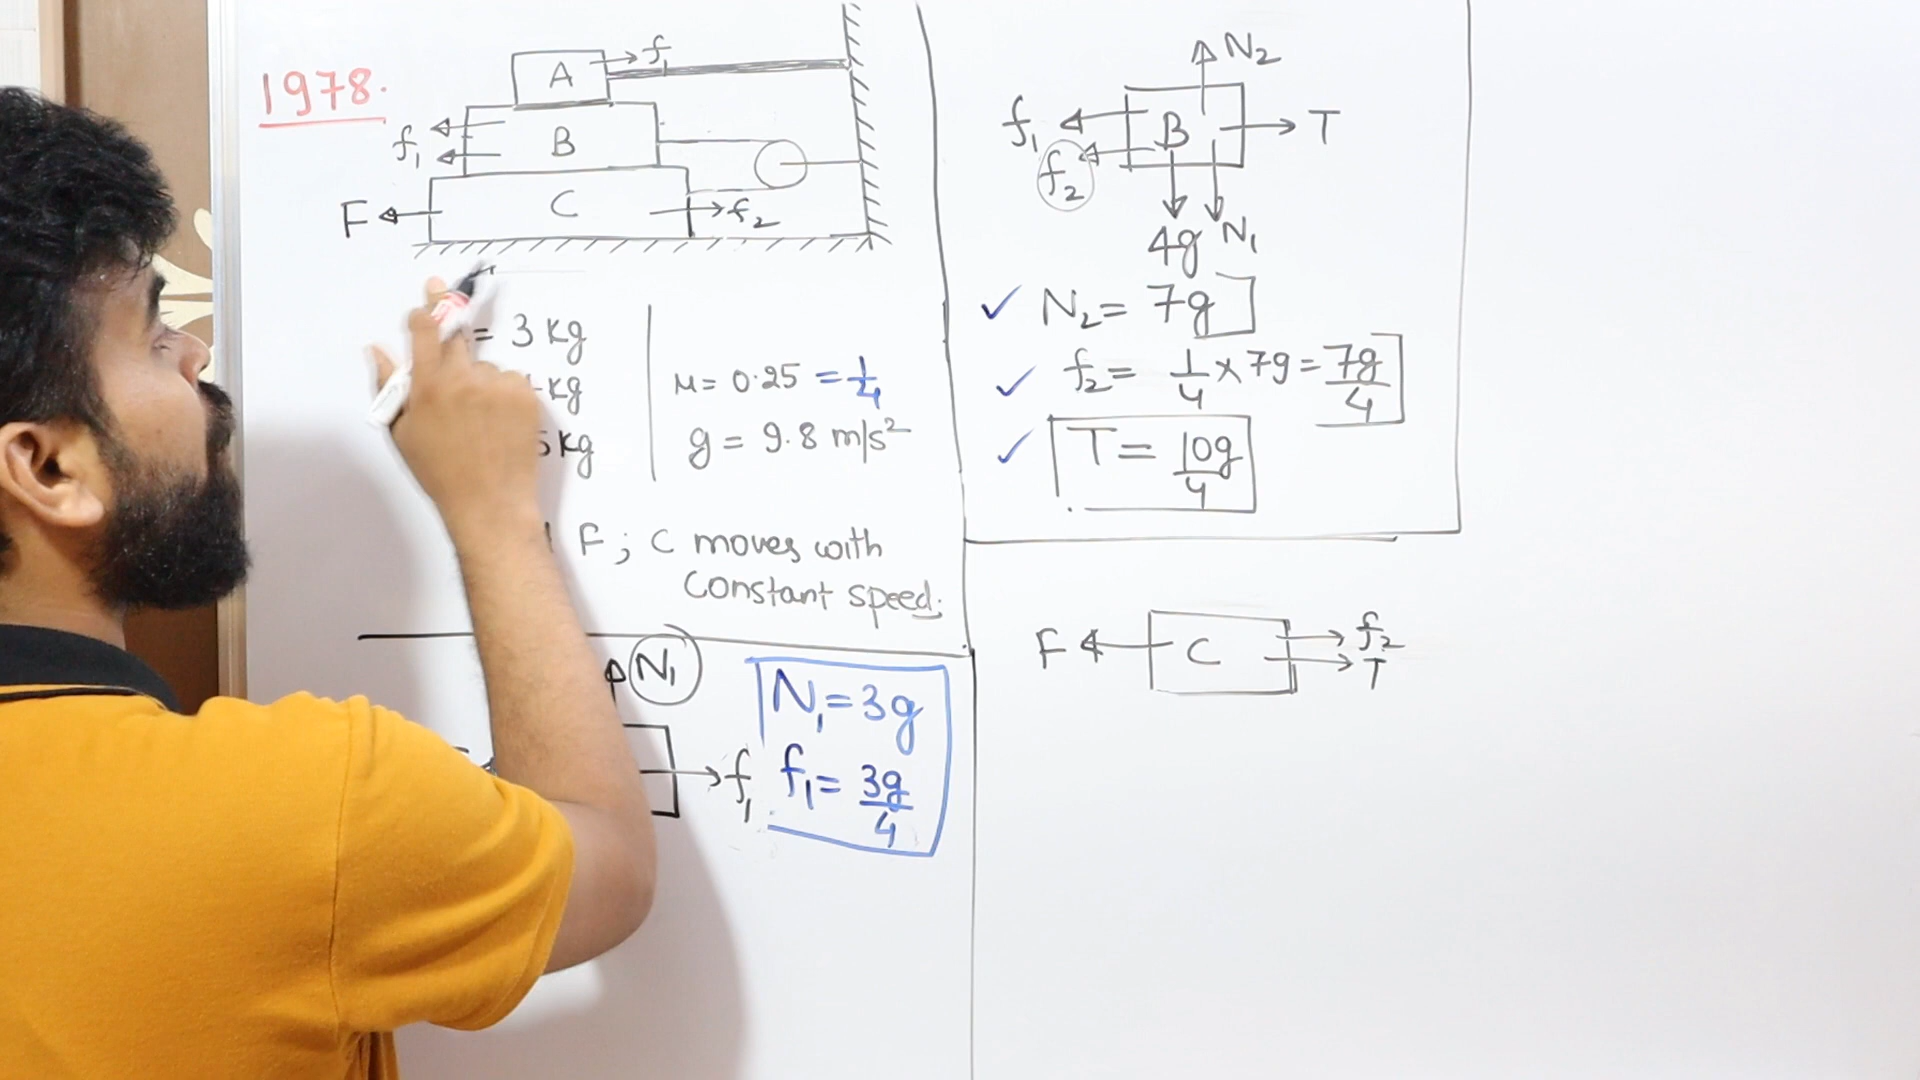 1978.
A
f₁
B
f₁
C
F
f₂
= 3 kg
kg
kg
μ = 0.25 = 1/4
g = 9.8 m/s²
F ; C moves with
constant speed.
N₁
f₁
N₁ = 3g
f₁ = 3g/4
N₂
f₁
B
T
f₂
4g N₁
✓ N₂ = 7g
✓ f₂ = 1/4 × 7g = 7g/4
✓ T = 10g/4
F
C
f₂
T